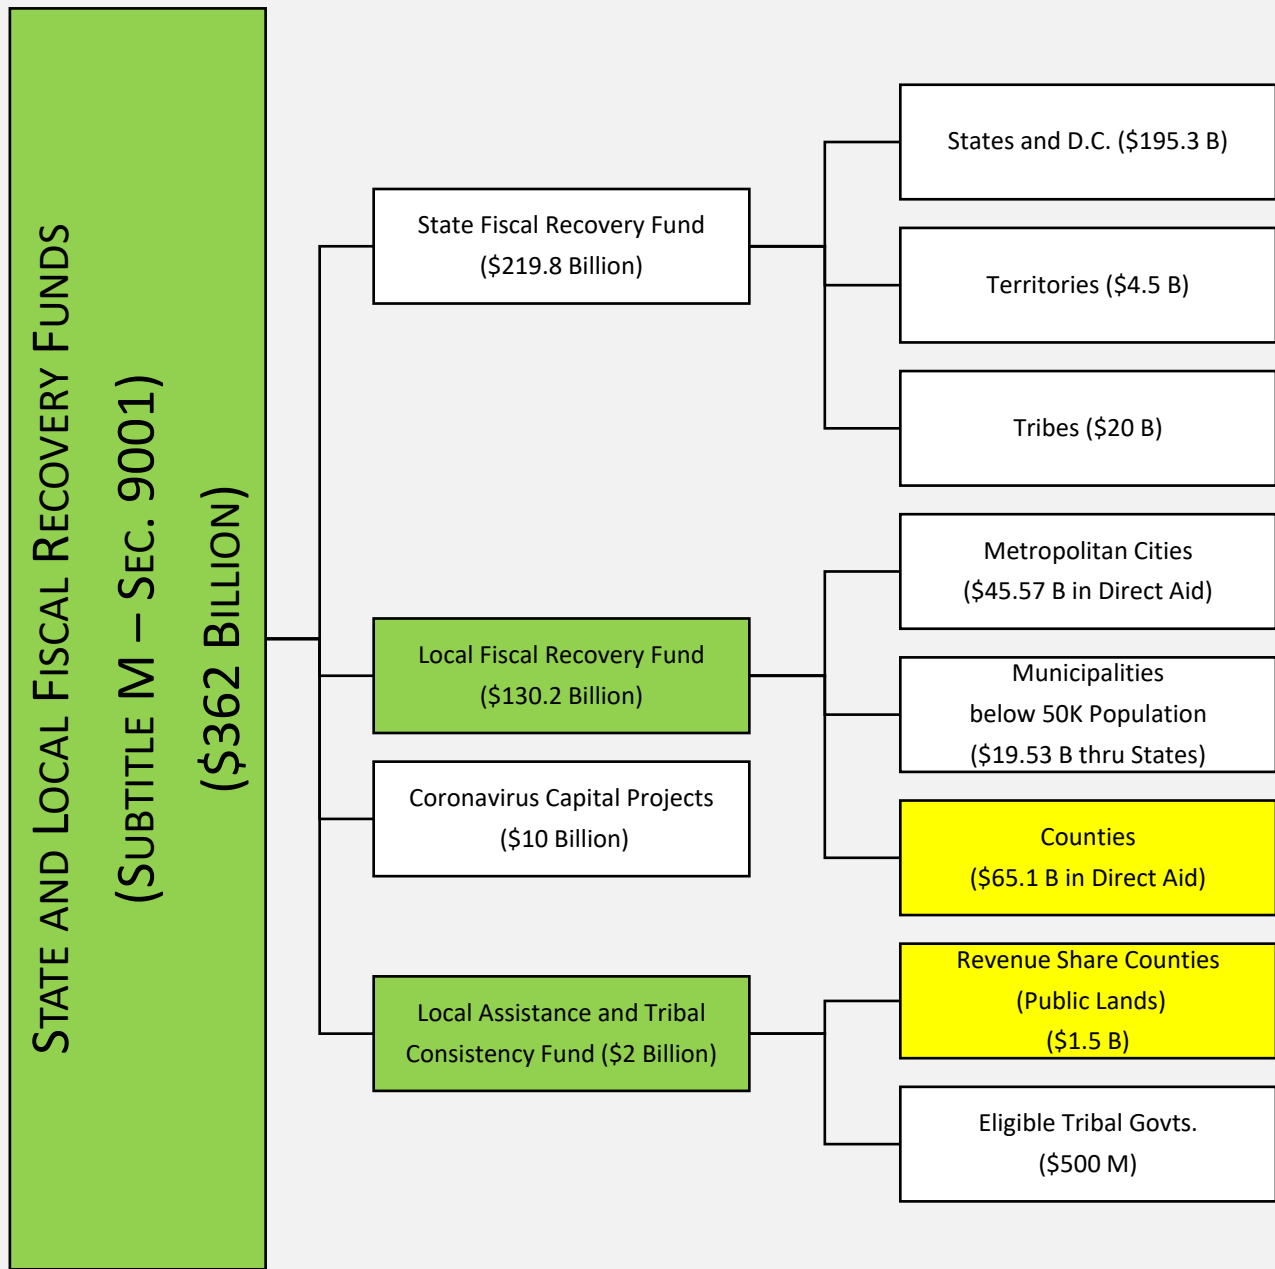 STATE AND LOCAL FISCAL RECOVERY FUNDS
(SUBTITLE M – SEC. 9001)
($362 BILLION)
State Fiscal Recovery Fund
($219.8 Billion)
States and D.C. ($195.3 B)
Territories ($4.5 B)
Tribes ($20 B)
Local Fiscal Recovery Fund
($130.2 Billion)
Metropolitan Cities
($45.57 B in Direct Aid)
Municipalities
below 50K Population
($19.53 B thru States)
Counties
($65.1 B in Direct Aid)
Coronavirus Capital Projects
($10 Billion)
Local Assistance and Tribal
Consistency Fund ($2 Billion)
Revenue Share Counties
(Public Lands)
($1.5 B)
Eligible Tribal Govts.
($500 M)